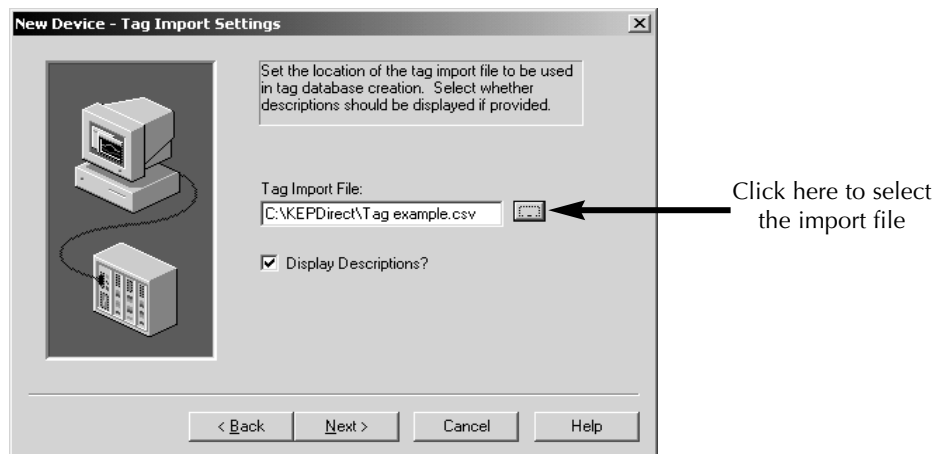 New Device - Tag Import Settings
Set the location of the tag import file to be used
in tag database creation. Select whether
descriptions should be displayed if provided.
Tag Import File:
C:\KEPDirect\Tag example.csv
...
Click here to select
the import file
Display Descriptions?
< Back
Next >
Cancel
Help